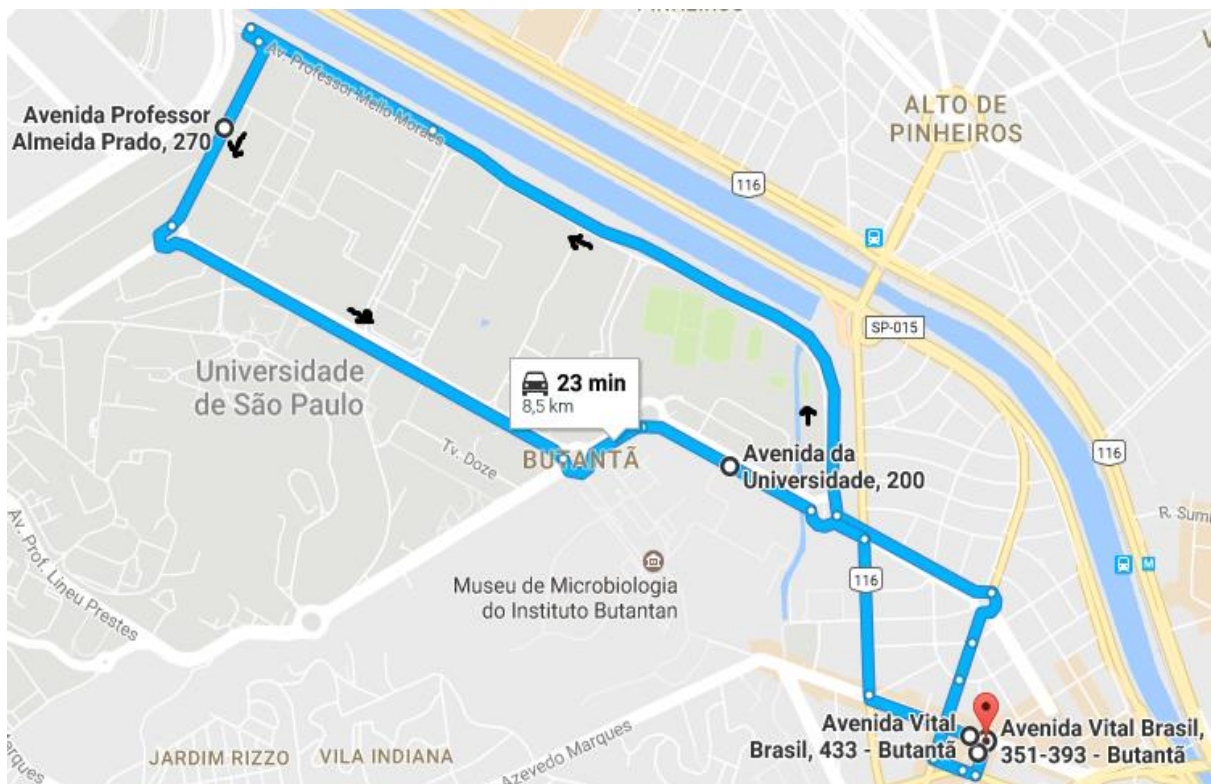 PINHEIROS
Av. Professor Mello Moraes
Avenida Professor
Almeida Prado, 270
ALTO DE
PINHEIROS
116
SP-015
Universidade
de São Paulo
23 min
8,5 km
BUTANTÃ
Tv. Doze
Avenida da
Universidade, 200
116
R. Sumi
M
Av. Prof. Lineu Prestes
Museu de Microbiologia
do Instituto Butantan
116
Avenida Vital
Brasil, 433 - Butantã
Avenida Vital Brasil,
351-393 - Butantã
JARDIM RIZZO
VILA INDIANA
Azevedo Marques
Marques